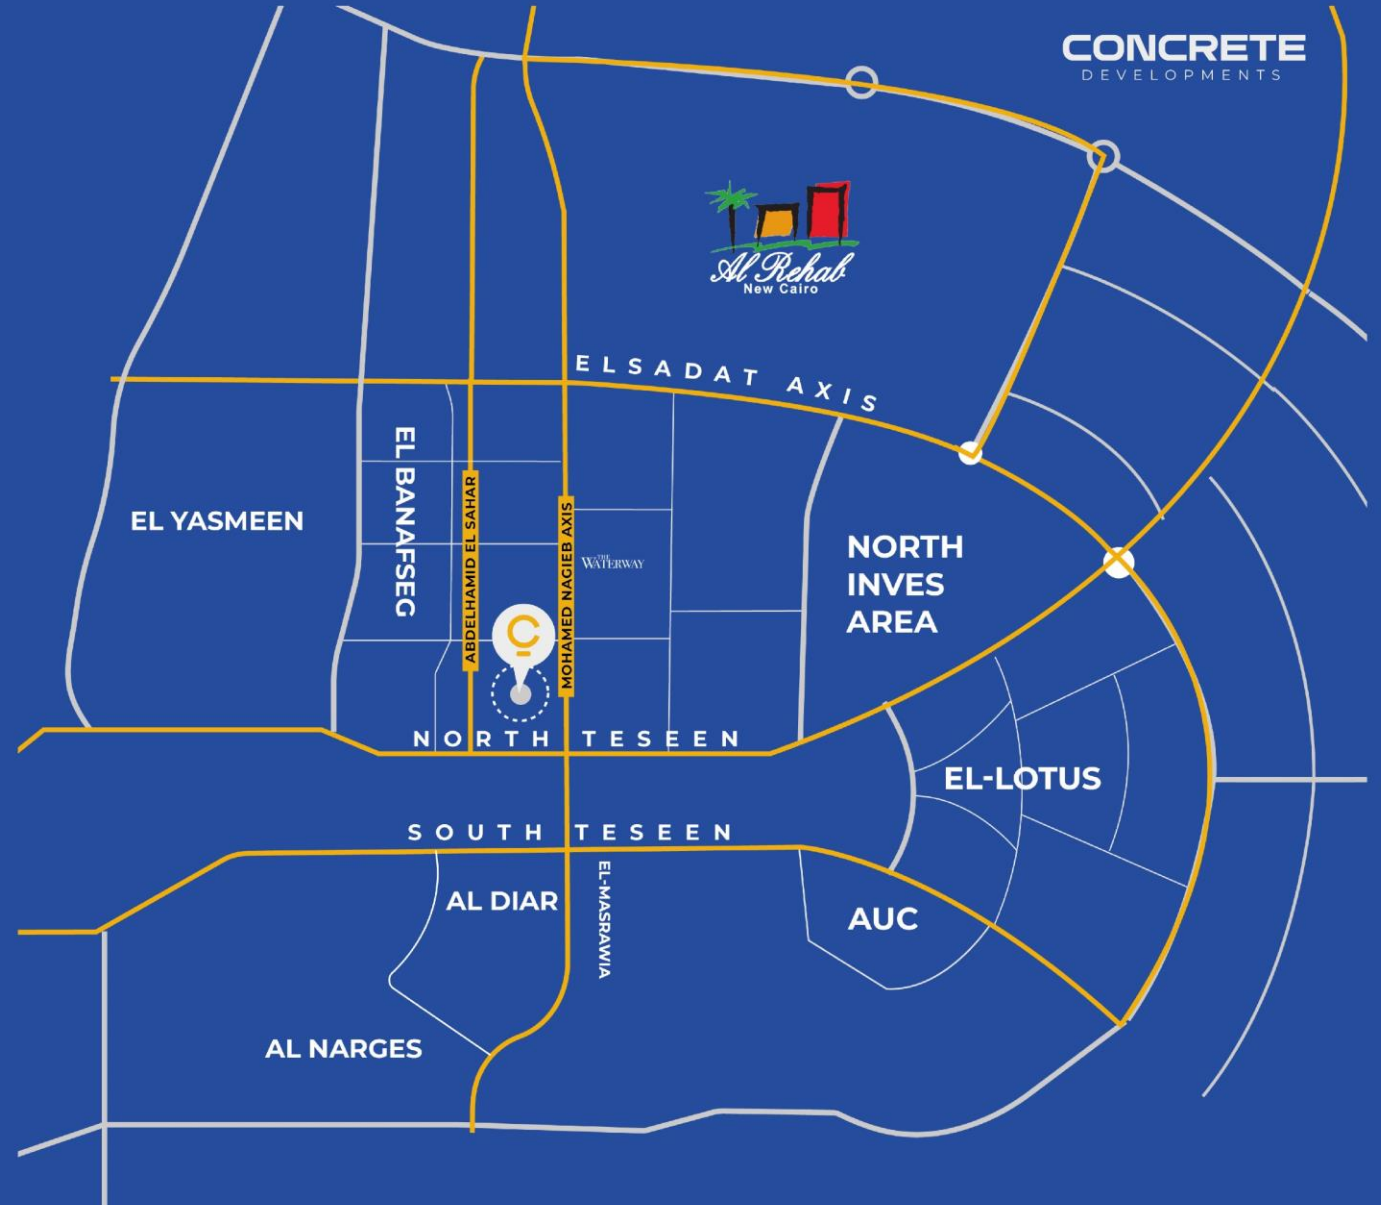 CONCRETE
DEVELOPMENTS
Al Rehab
New Cairo
ELSADAT AXIS
EL YASMEEN
EL BANAFSEG
ABDELHAMID EL SAHAR
MOHAMED NAGIEB AXIS
THE
WATERWAY
NORTH
INVES
AREA
C
NORTH TESEEN
EL-LOTUS
SOUTH TESEEN
AL DIAR
EL-MASRAWIA
AUC
AL NARGES